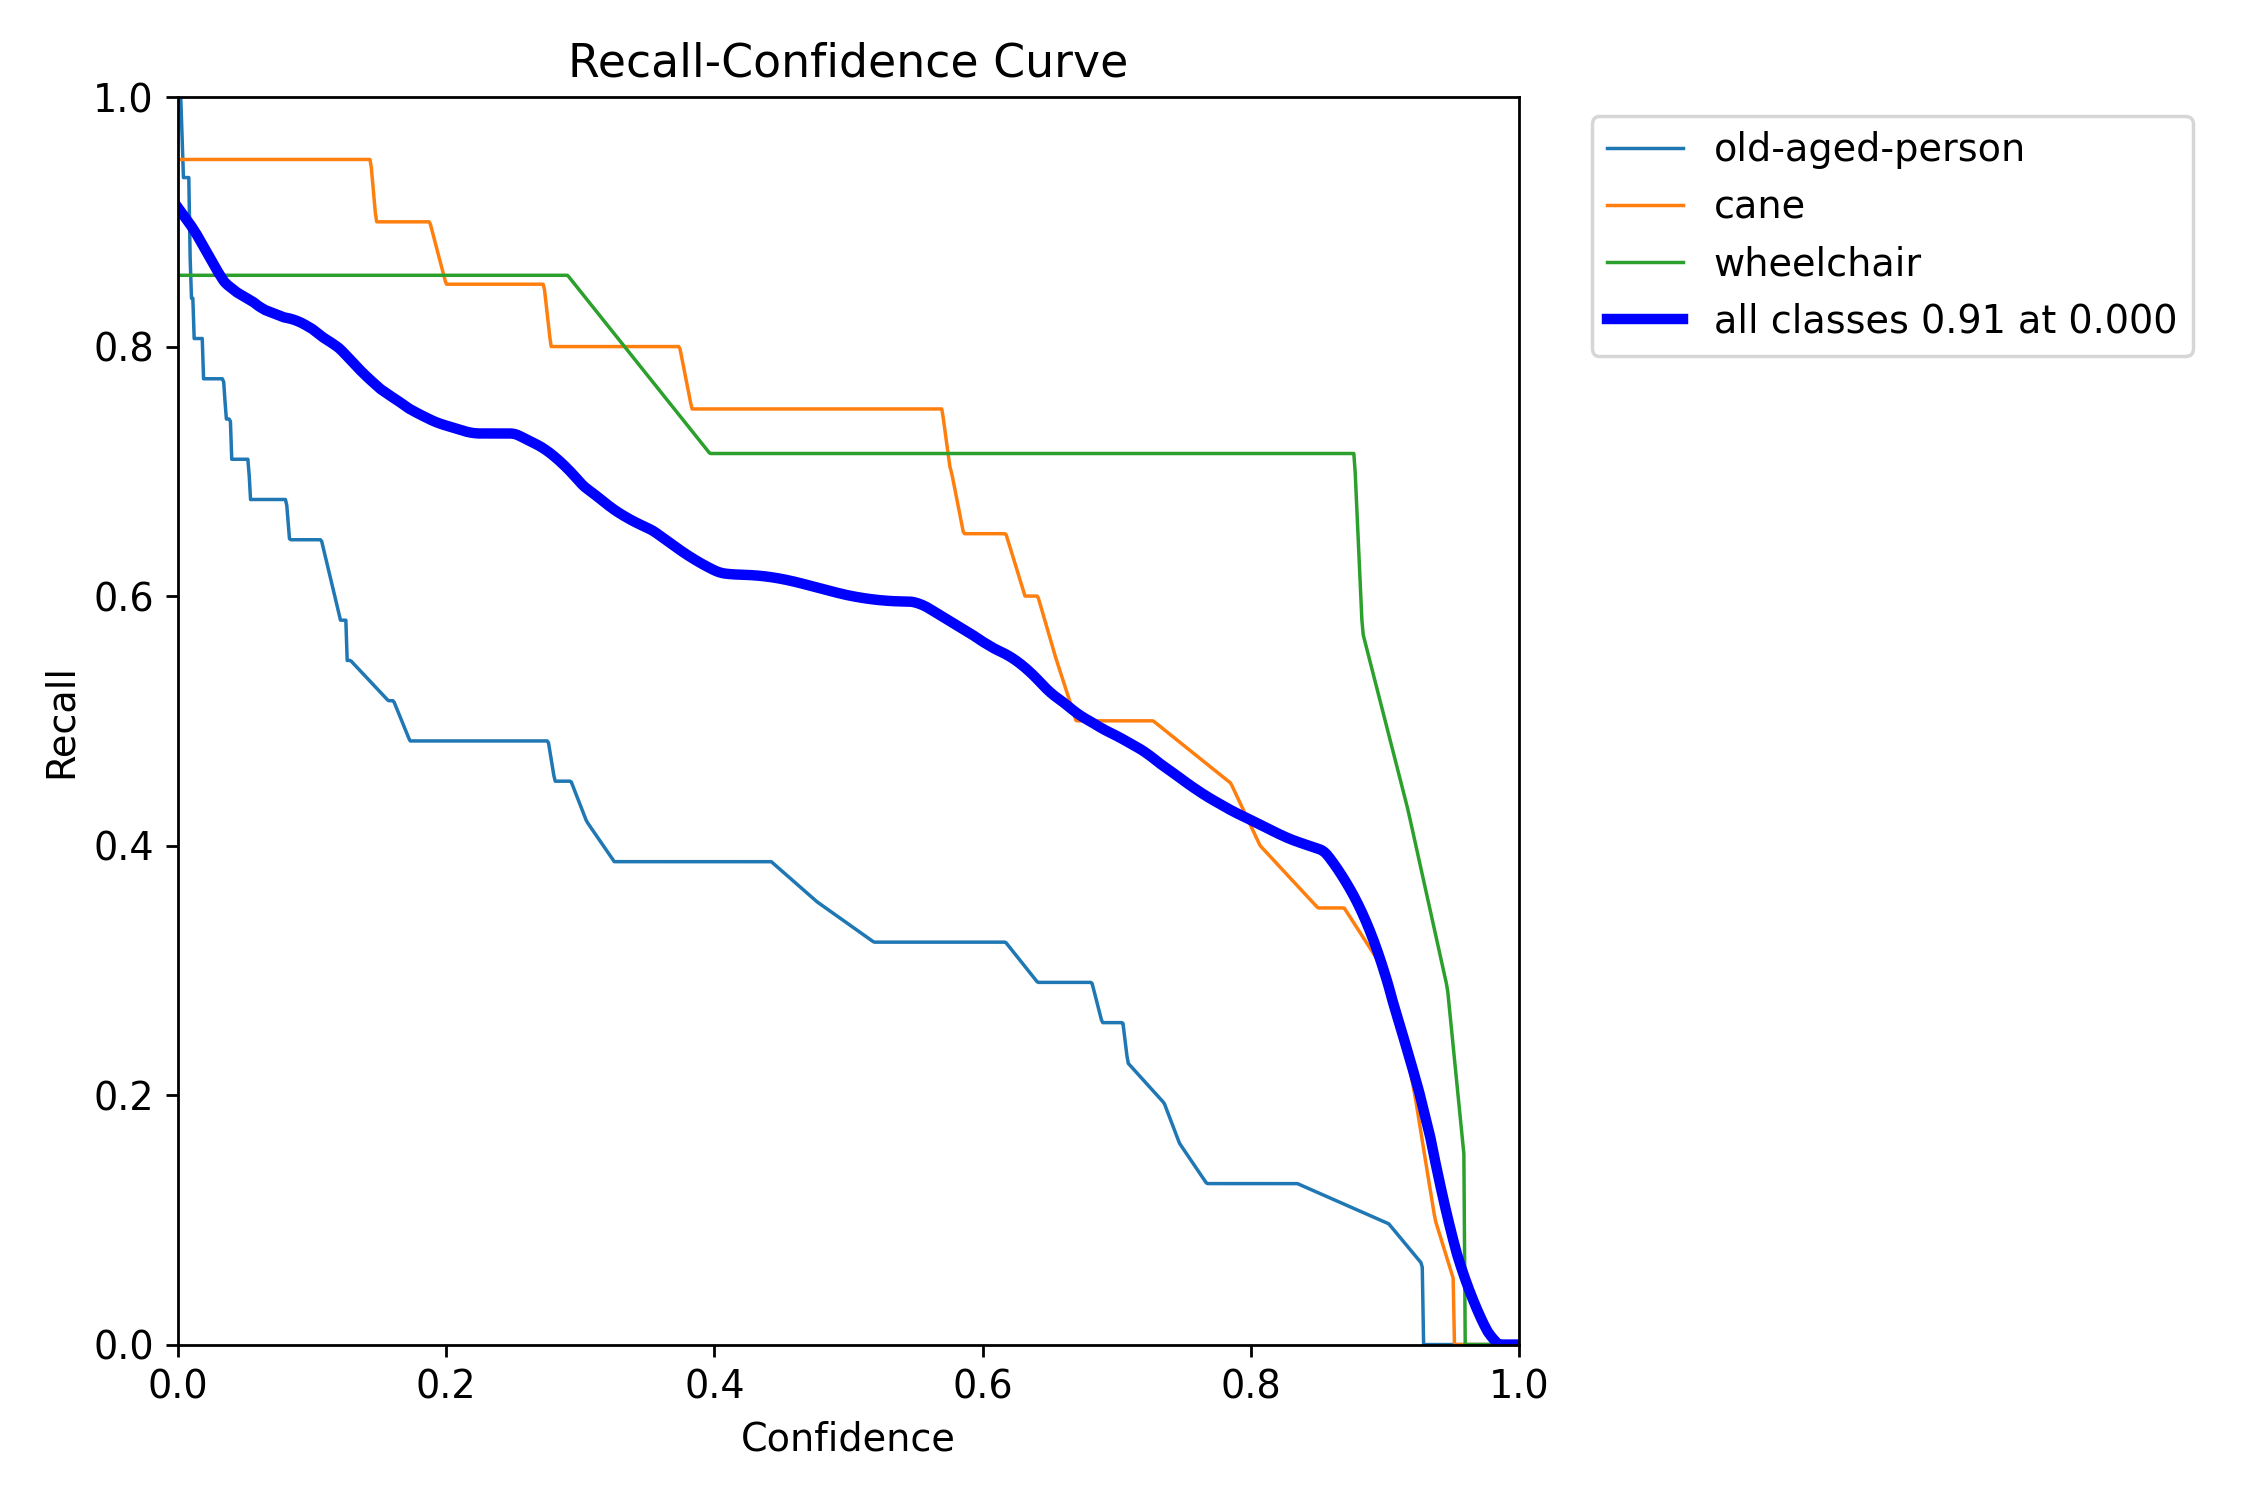 Recall-Confidence Curve
1.0
0.8
0.6
0.4
0.2
0.0
Recall
0.0 0.2 0.4 0.6 0.8 1.0
Confidence
old-aged-person
cane
wheelchair
all classes 0.91 at 0.000